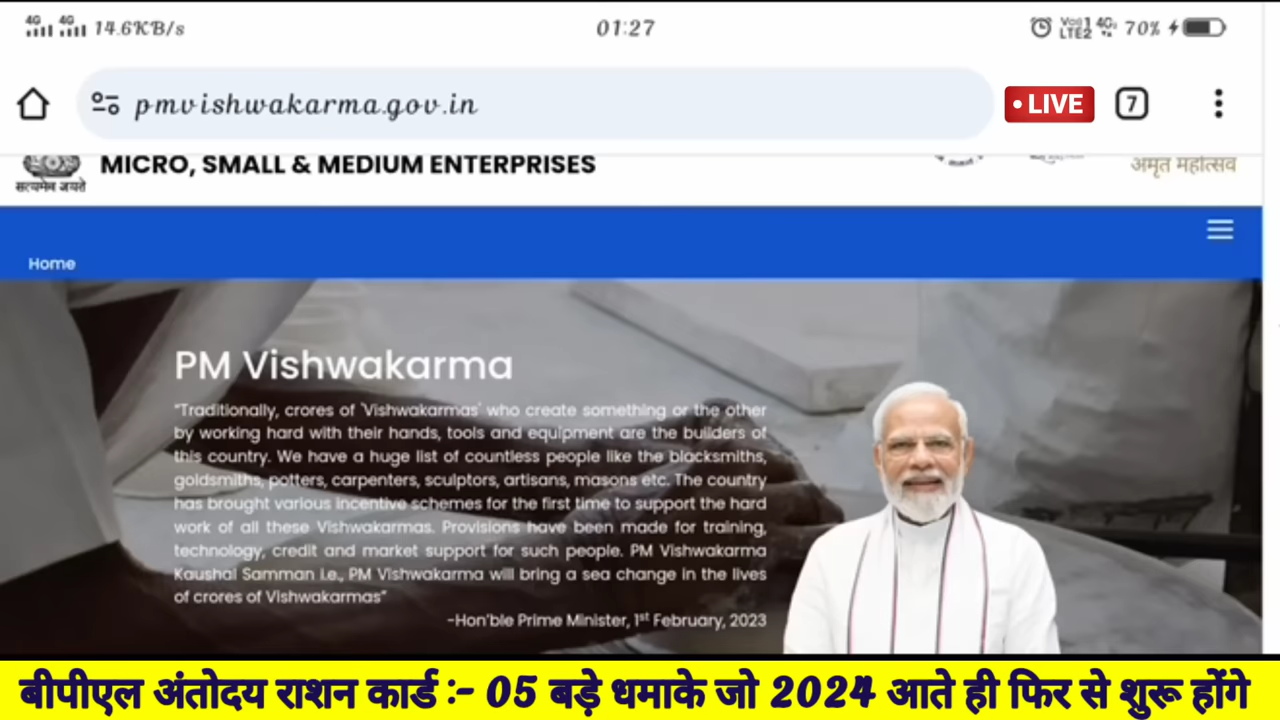 4G 4G 14.6KB/s 01:27 Vo)) 1 LTE2 4G 70%
pmvishwakarma.gov.in • LIVE 7
सत्यमेव जयते MICRO, SMALL & MEDIUM ENTERPRISES अमृत महोत्सव
Home
PM Vishwakarma
“Traditionally, crores of 'Vishwakarmas' who create something or the other
by working hard with their hands, tools and equipment are the builders of
this country. We have a huge list of countless people like the blacksmiths,
goldsmiths, potters, carpenters, sculptors, artisans, masons etc. The country
has brought various incentive schemes for the first time to support the hard
work of all these Vishwakarmas. Provisions have been made for training,
technology, credit and market support for such people. PM Vishwakarma
Kaushal Samman i.e., PM Vishwakarma will bring a sea change in the lives
of crores of Vishwakarmas”
-Hon'ble Prime Minister, 1st February, 2023
बीपीएल अंतोदय राशन कार्ड :- 05 बड़े धमाके जो 2024 आते ही फिर से शुरू होंगे